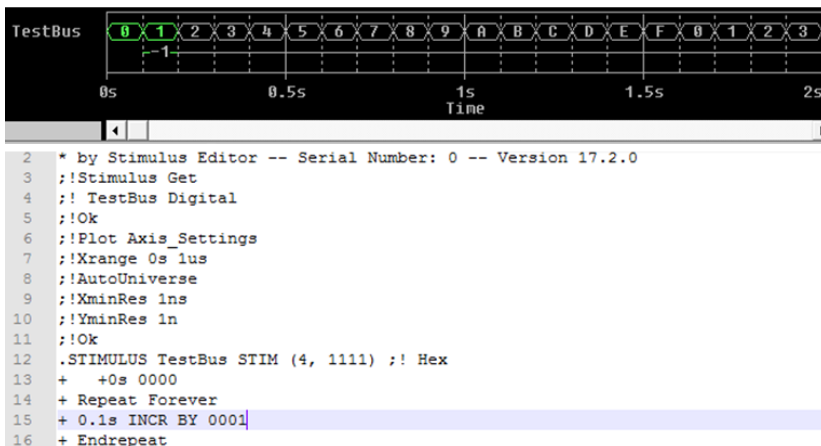 TestBus 0 1 2 3 4 5 6 7 8 9 A B C D E F 0 1 2 3
-1-
0s 0.5s 1s 1.5s 2s
Time
2 * by Stimulus Editor -- Serial Number: 0 -- Version 17.2.0
3 ;!Stimulus Get
4 ;! TestBus Digital
5 ;!Ok
6 ;!Plot Axis_Settings
7 ;!Xrange 0s 1us
8 ;!AutoUniverse
9 ;!XminRes 1ns
10 ;!YminRes 1n
11 ;!Ok
12 .STIMULUS TestBus STIM (4, 1111) ;! Hex
13 +   +0s 0000
14 + Repeat Forever
15 + 0.1s INCR BY 0001
16 + Endrepeat